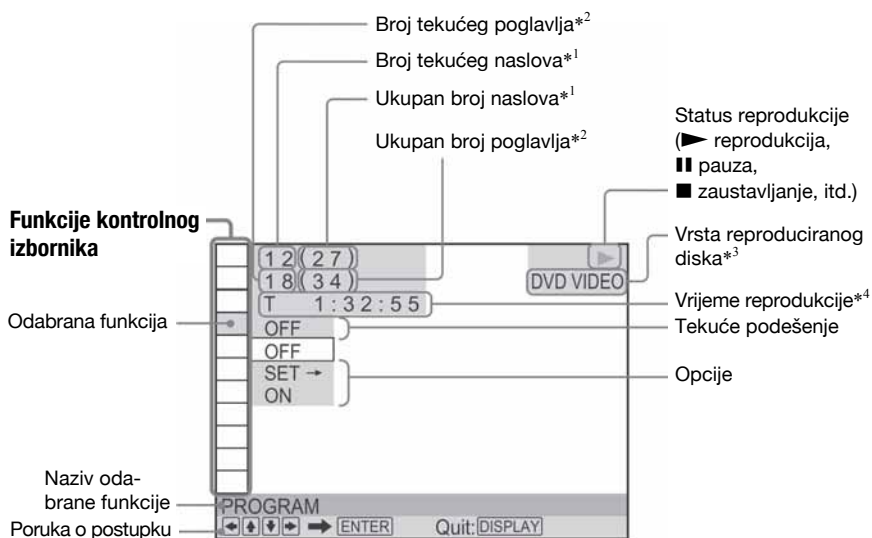 Broj tekućeg poglavlja*2
Broj tekućeg naslova*1
Ukupan broj naslova*1
Ukupan broj poglavlja*2
Status reprodukcije
(► reprodukcija,
▮▮ pauza,
■ zaustavljanje, itd.)
Vrsta reproduciranog
diska*3
Vrijeme reprodukcije*4
Tekuće podešenje
Opcije
Funkcije kontrolnog
izbornika
Odabrana funkcija
Naziv oda-
brane funkcije
Poruka o postupku
12(27)
18(34)
T 1:32:55
OFF
OFF
SET →
ON
►
DVD VIDEO
PROGRAM
← ↑ ↓ → → ENTER Quit: DISPLAY